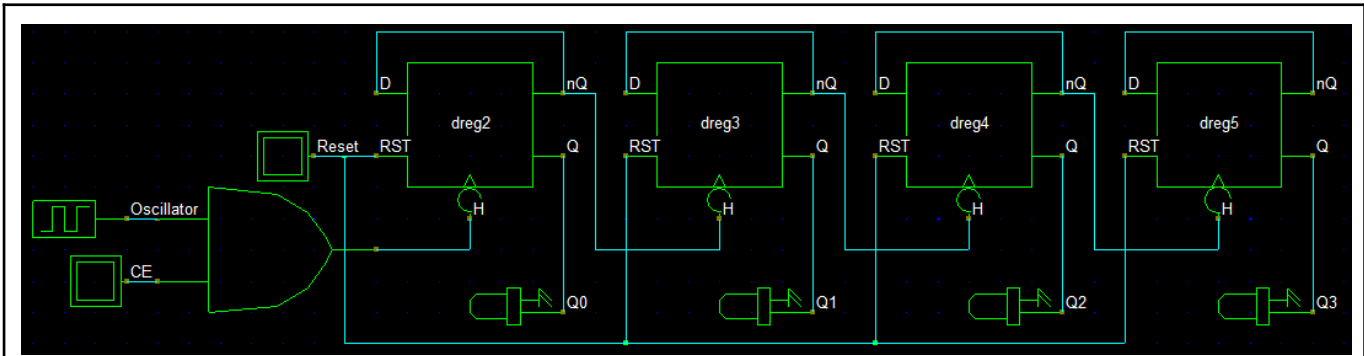 D nQ D nQ D nQ D nQ
dreg2 dreg3 dreg4 dreg5
Reset RST Q RST Q RST Q RST Q
Oscillator H H H H
CE
Q0 Q1 Q2 Q3